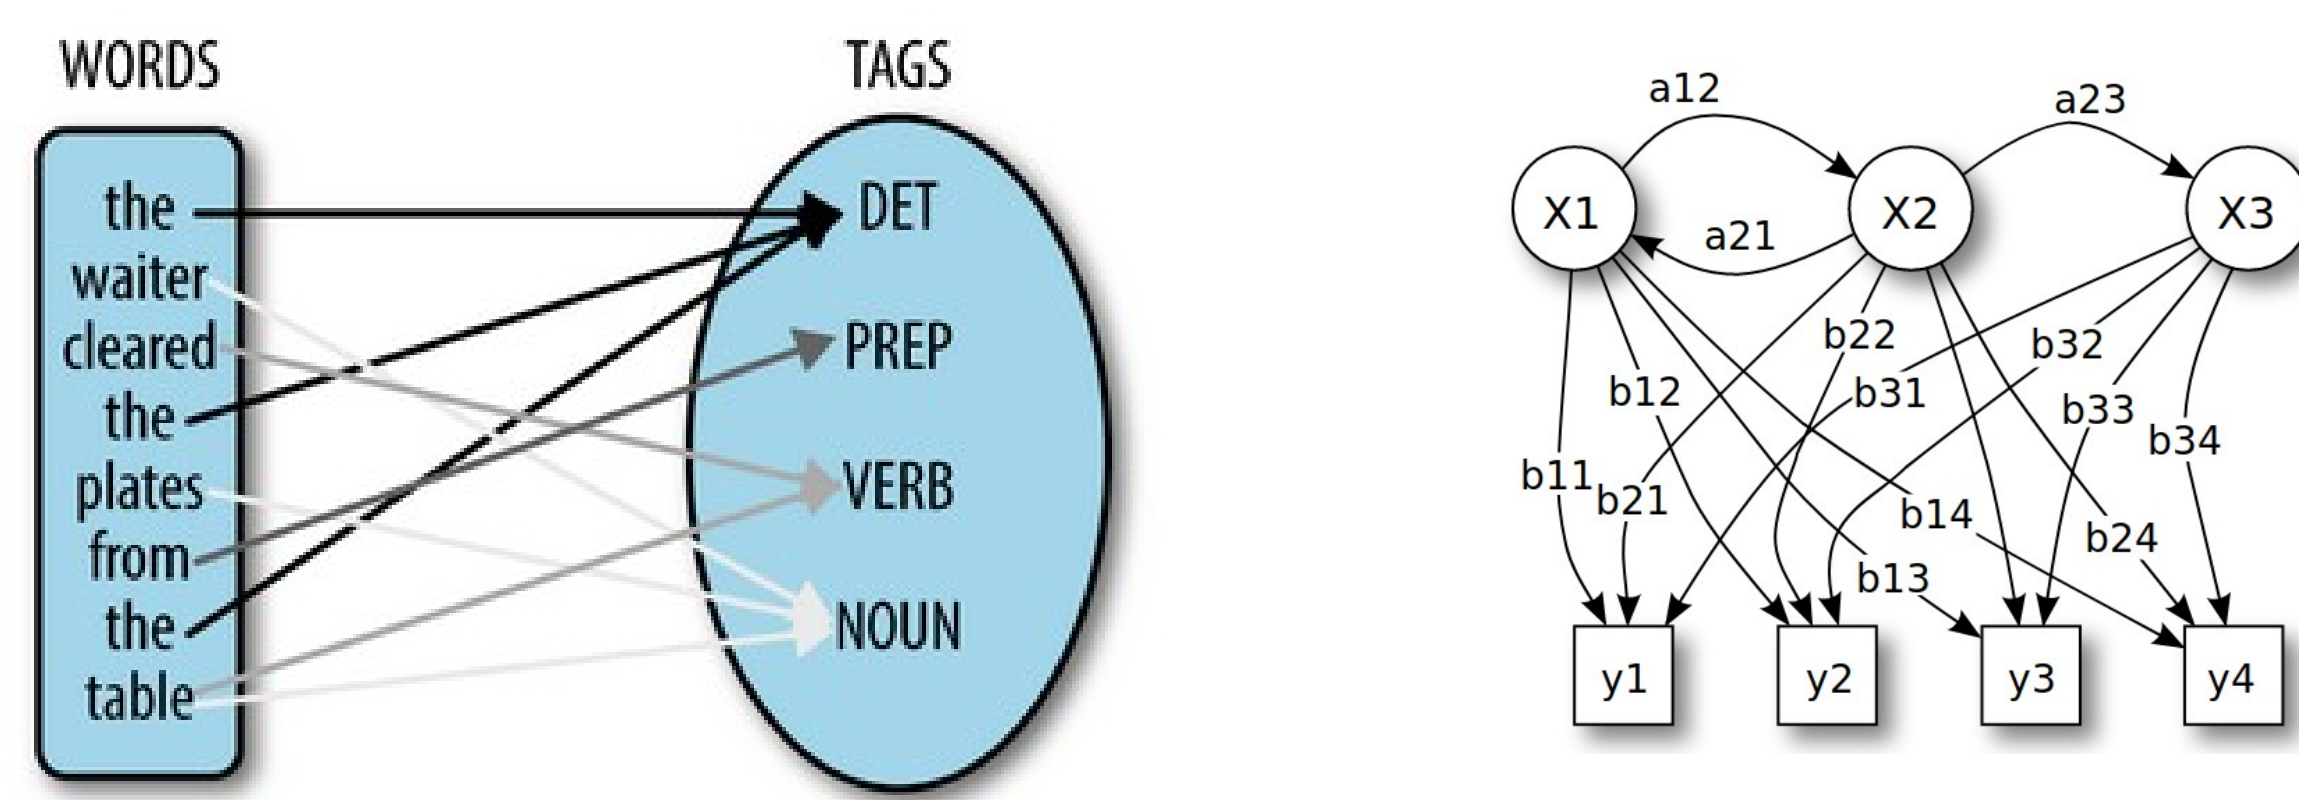 WORDS
the
waiter
cleared
the
plates
from
the
table
TAGS
DET
PREP
VERB
NOUN
a12
a23
X1
X2
X3
a21
b22
b32
b12
b31
b33
b34
b11
b21
b14
b24
b13
y1
y2
y3
y4